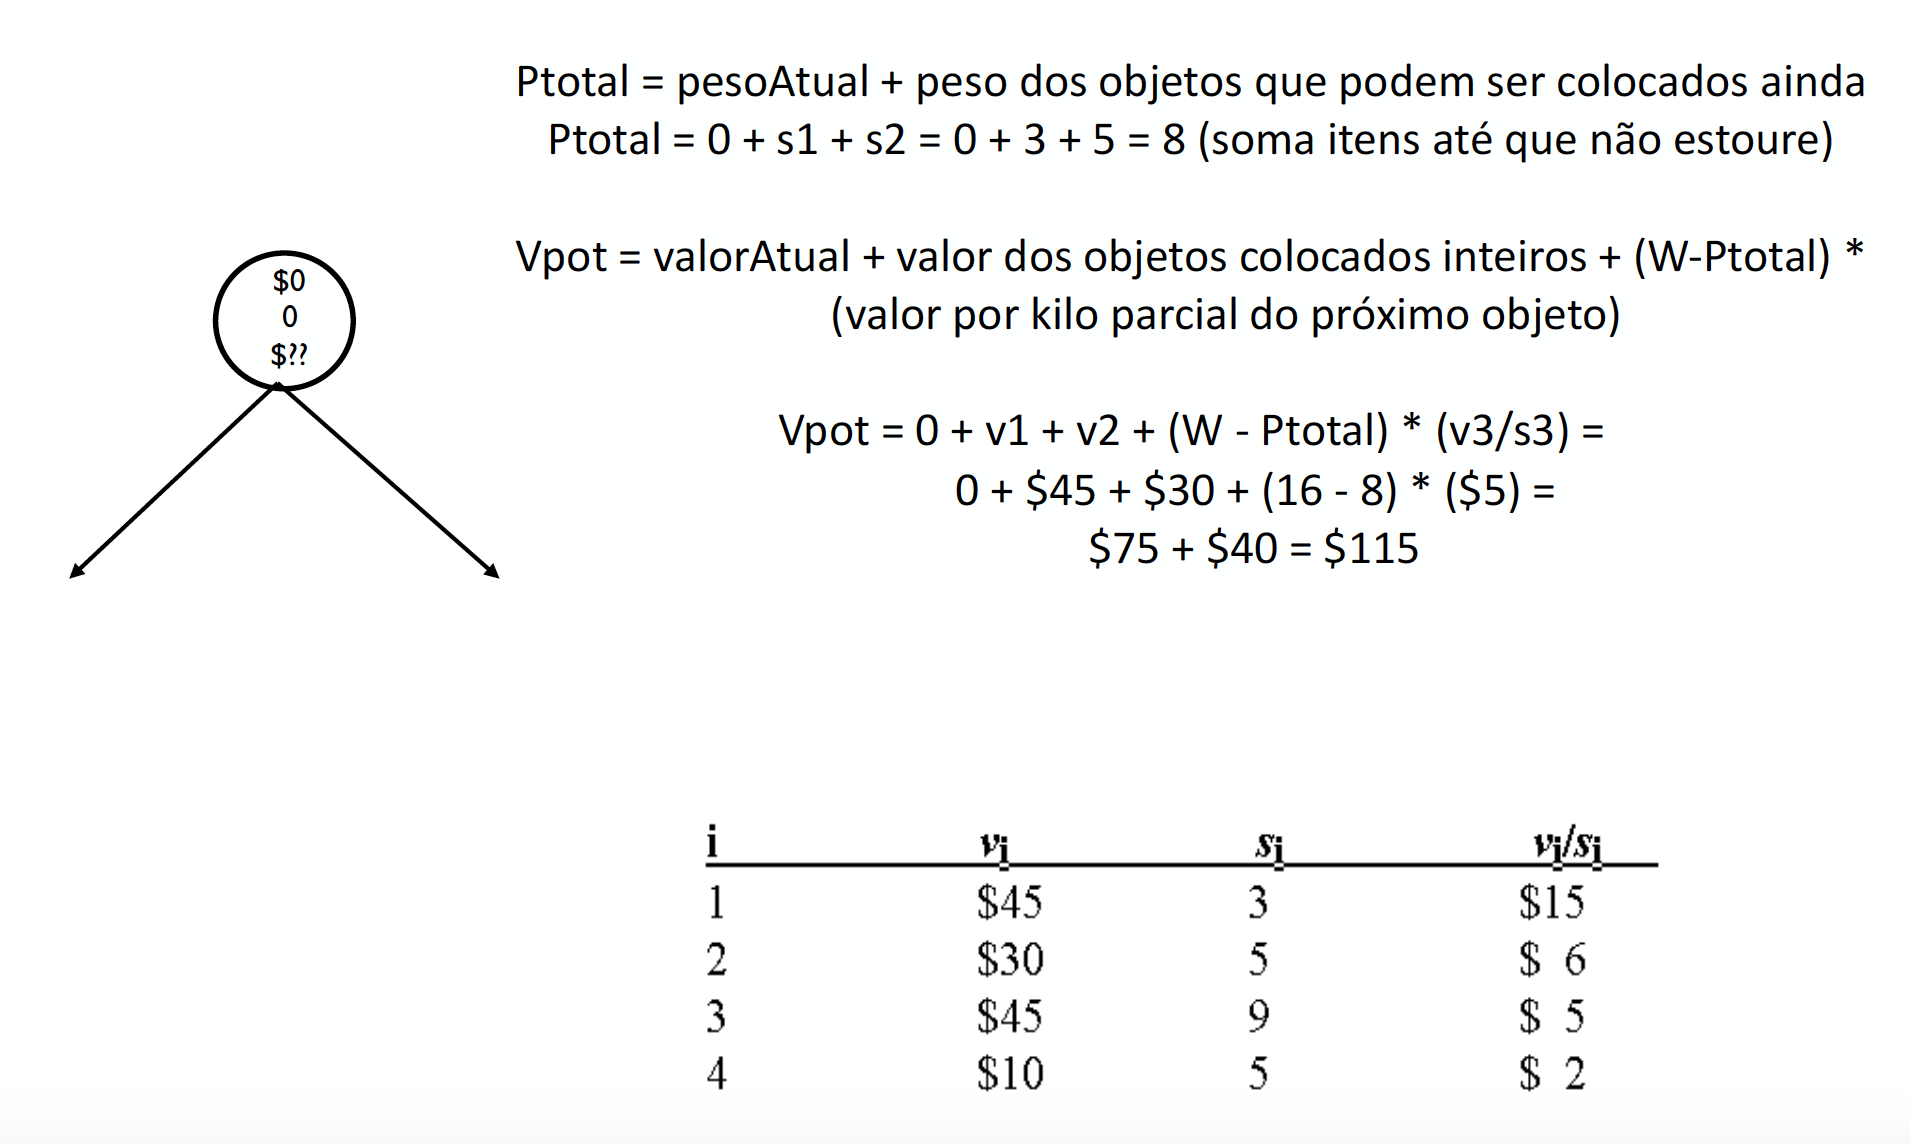 Ptotal = pesoAtual + peso dos objetos que podem ser colocados ainda
Ptotal = 0 + s1 + s2 = 0 + 3 + 5 = 8 (soma itens até que não estoure)
Vpot = valorAtual + valor dos objetos colocados inteiros + (W-Ptotal) *
(valor por kilo parcial do próximo objeto)
$0
0
$??
Vpot = 0 + v1 + v2 + (W - Ptotal) * (v3/s3) =
0 + $45 + $30 + (16 - 8) * ($5) =
$75 + $40 = $115
i vi si vi/si
1 $45 3 $15
2 $30 5 $ 6
3 $45 9 $ 5
4 $10 5 $ 2